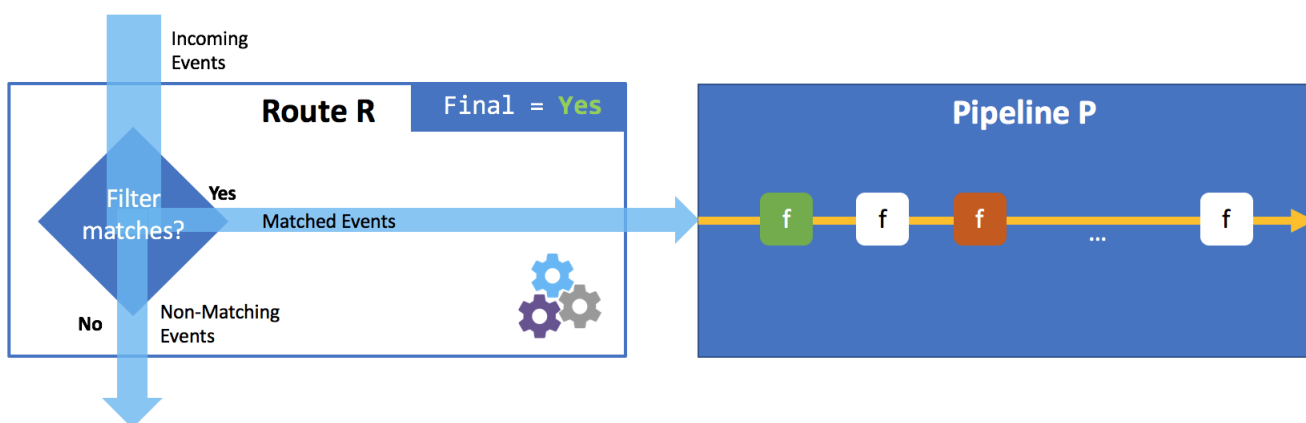 Incoming
Events
Route R
Final = Yes
Pipeline P
Filter
matches?
Yes
Matched Events
f
f
f
...
f
No
Non-Matching
Events